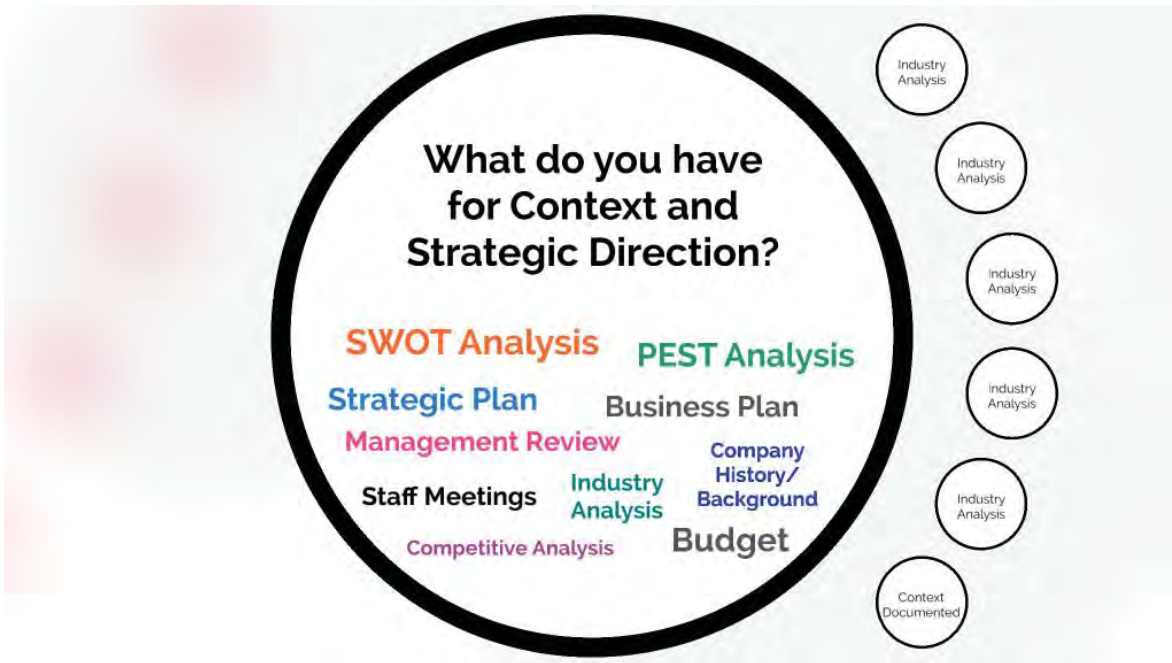 What do you have
for Context and
Strategic Direction?
SWOT Analysis
PEST Analysis
Strategic Plan
Business Plan
Management Review
Company
History/
Background
Staff Meetings
Industry
Analysis
Competitive Analysis
Budget
Industry
Analysis
Industry
Analysis
Industry
Analysis
Industry
Analysis
Industry
Analysis
Context
Documented